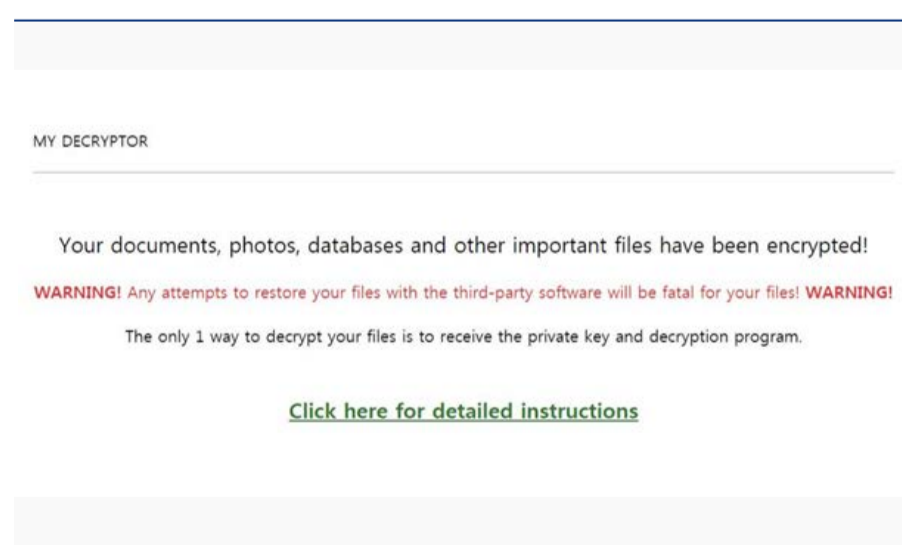 MY DECRYPTOR
Your documents, photos, databases and other important files have been encrypted!
WARNING! Any attempts to restore your files with the third-party software will be fatal for your files! WARNING!
The only 1 way to decrypt your files is to receive the private key and decryption program.
Click here for detailed instructions